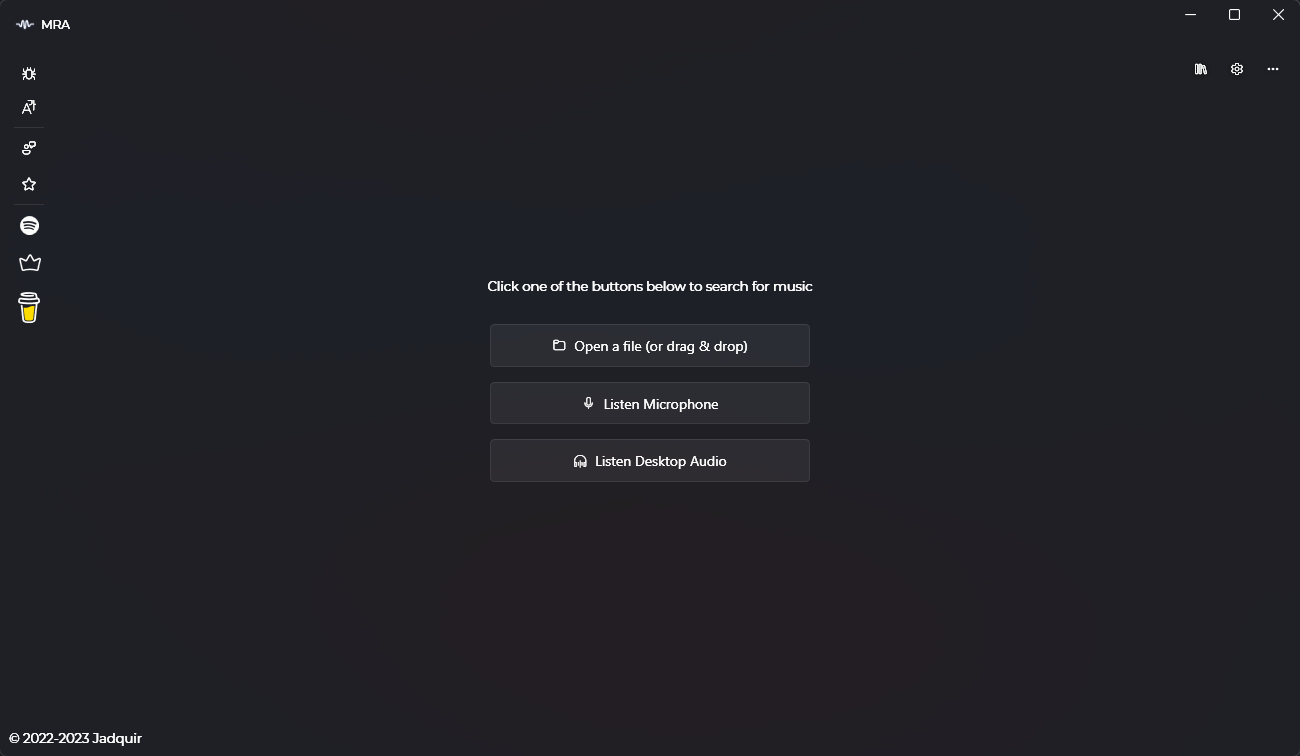 MRA
Click one of the buttons below to search for music
Open a file (or drag & drop)
Listen Microphone
Listen Desktop Audio
© 2022-2023 Jadquir